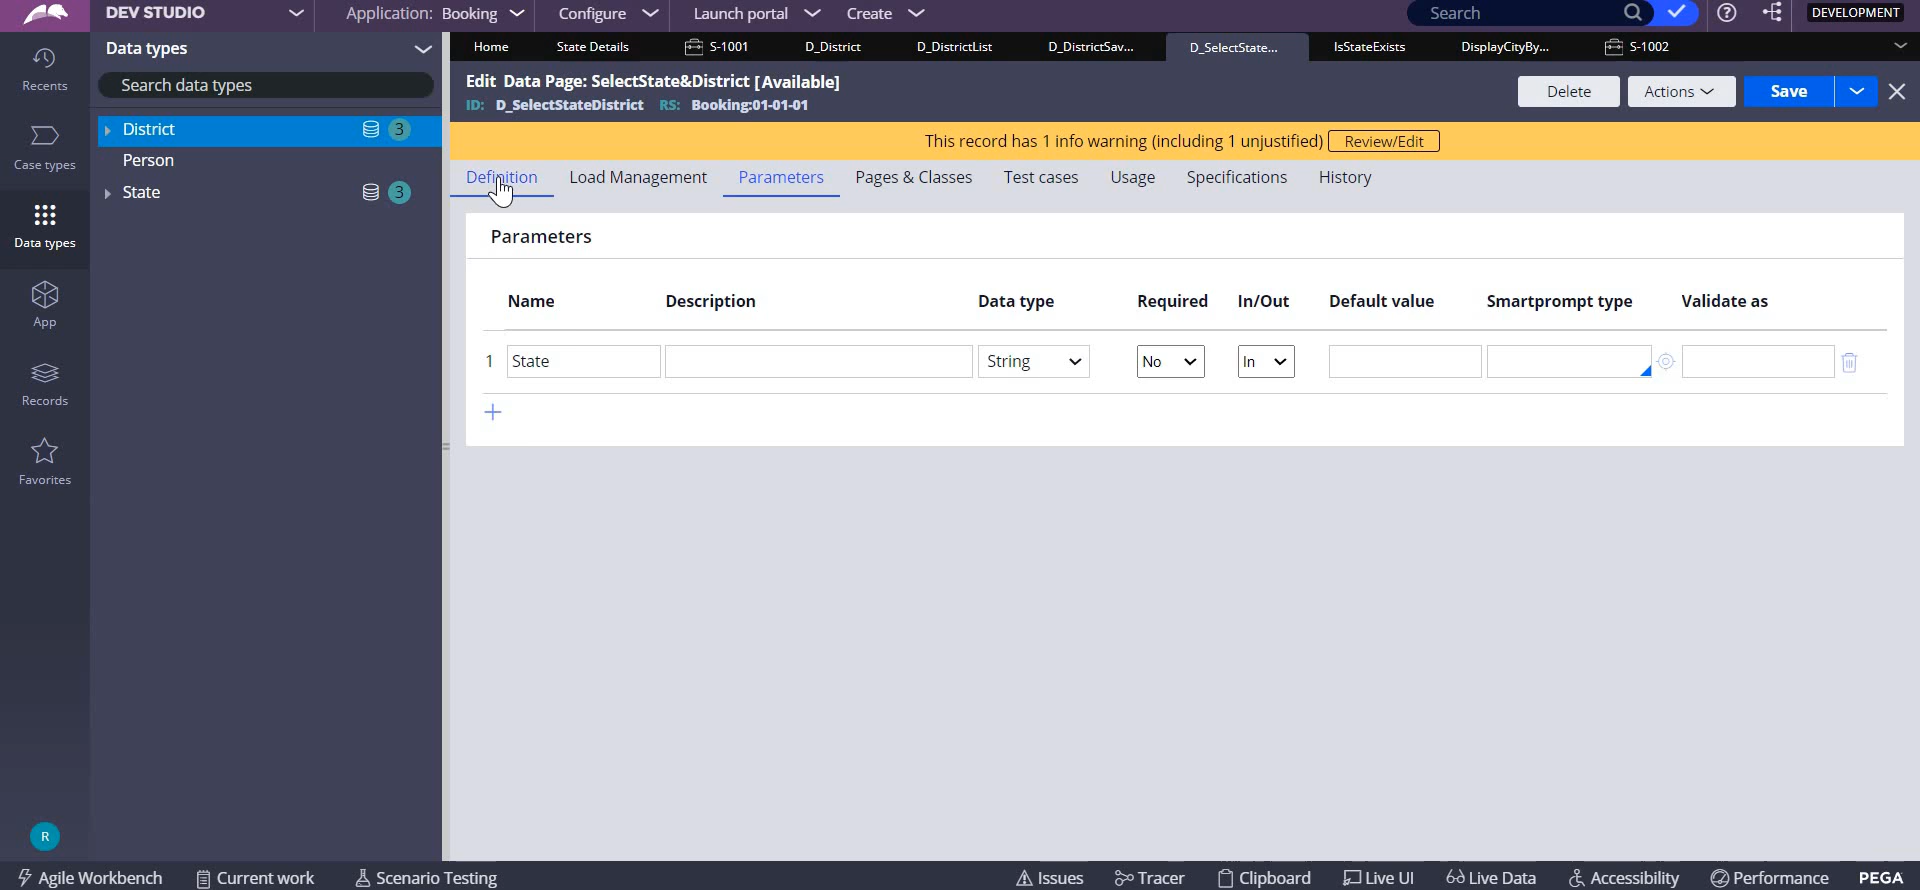 DEV STUDIO
Application: Booking
Configure
Launch portal
Create
Search
DEVELOPMENT
Recents
Case types
Data types
App
Records
Favorites
R
Data types
Search data types
District 3
Person
State 3
Home
State Details
S-1001
D_District
D_DistrictList
D_DistrictSav...
D_SelectState...
IsStateExists
DisplayCityBy...
S-1002
Edit Data Page: SelectState&District [Available]
ID: D_SelectStateDistrict RS: Booking:01-01-01
Delete
Actions
Save
This record has 1 info warning (including 1 unjustified) Review/Edit
Definition
Load Management
Parameters
Pages & Classes
Test cases
Usage
Specifications
History
Parameters
Name Description Data type Required In/Out Default value Smartprompt type Validate as
1 State String No In
Agile Workbench
Current work
Scenario Testing
Issues
Tracer
Clipboard
Live UI
Live Data
Accessibility
Performance
PEGA